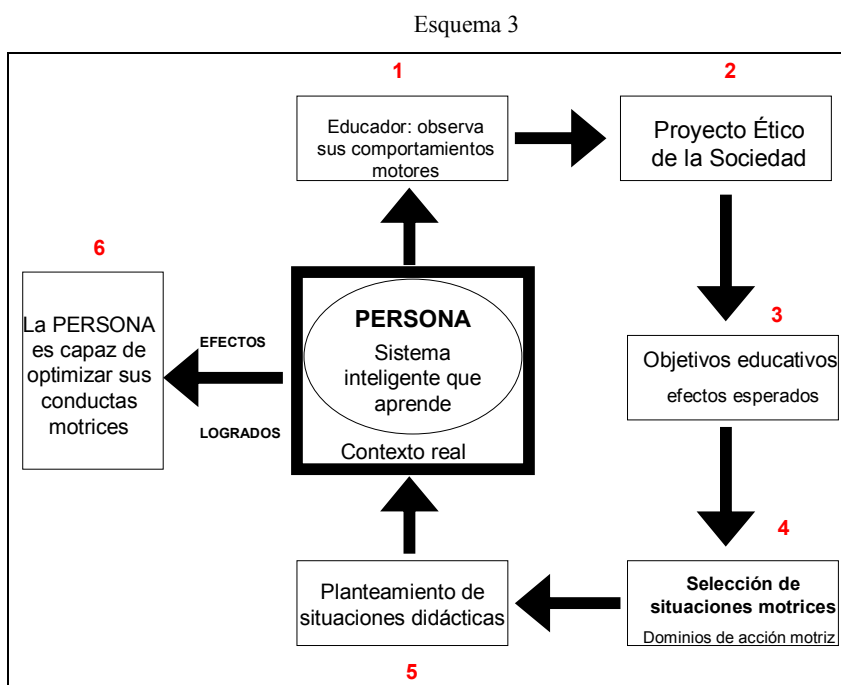 Esquema 3
1
Educador: observa
sus comportamientos
motores
2
Proyecto Ético
de la Sociedad
3
Objetivos educativos
efectos esperados
4
Selección de
situaciones motrices
Dominios de acción motriz
5
Planteamiento de
situaciones didácticas
PERSONA
Sistema
inteligente que
aprende
Contexto real
EFECTOS
LOGRADOS
6
La PERSONA
es capaz de
optimizar sus
conductas
motrices